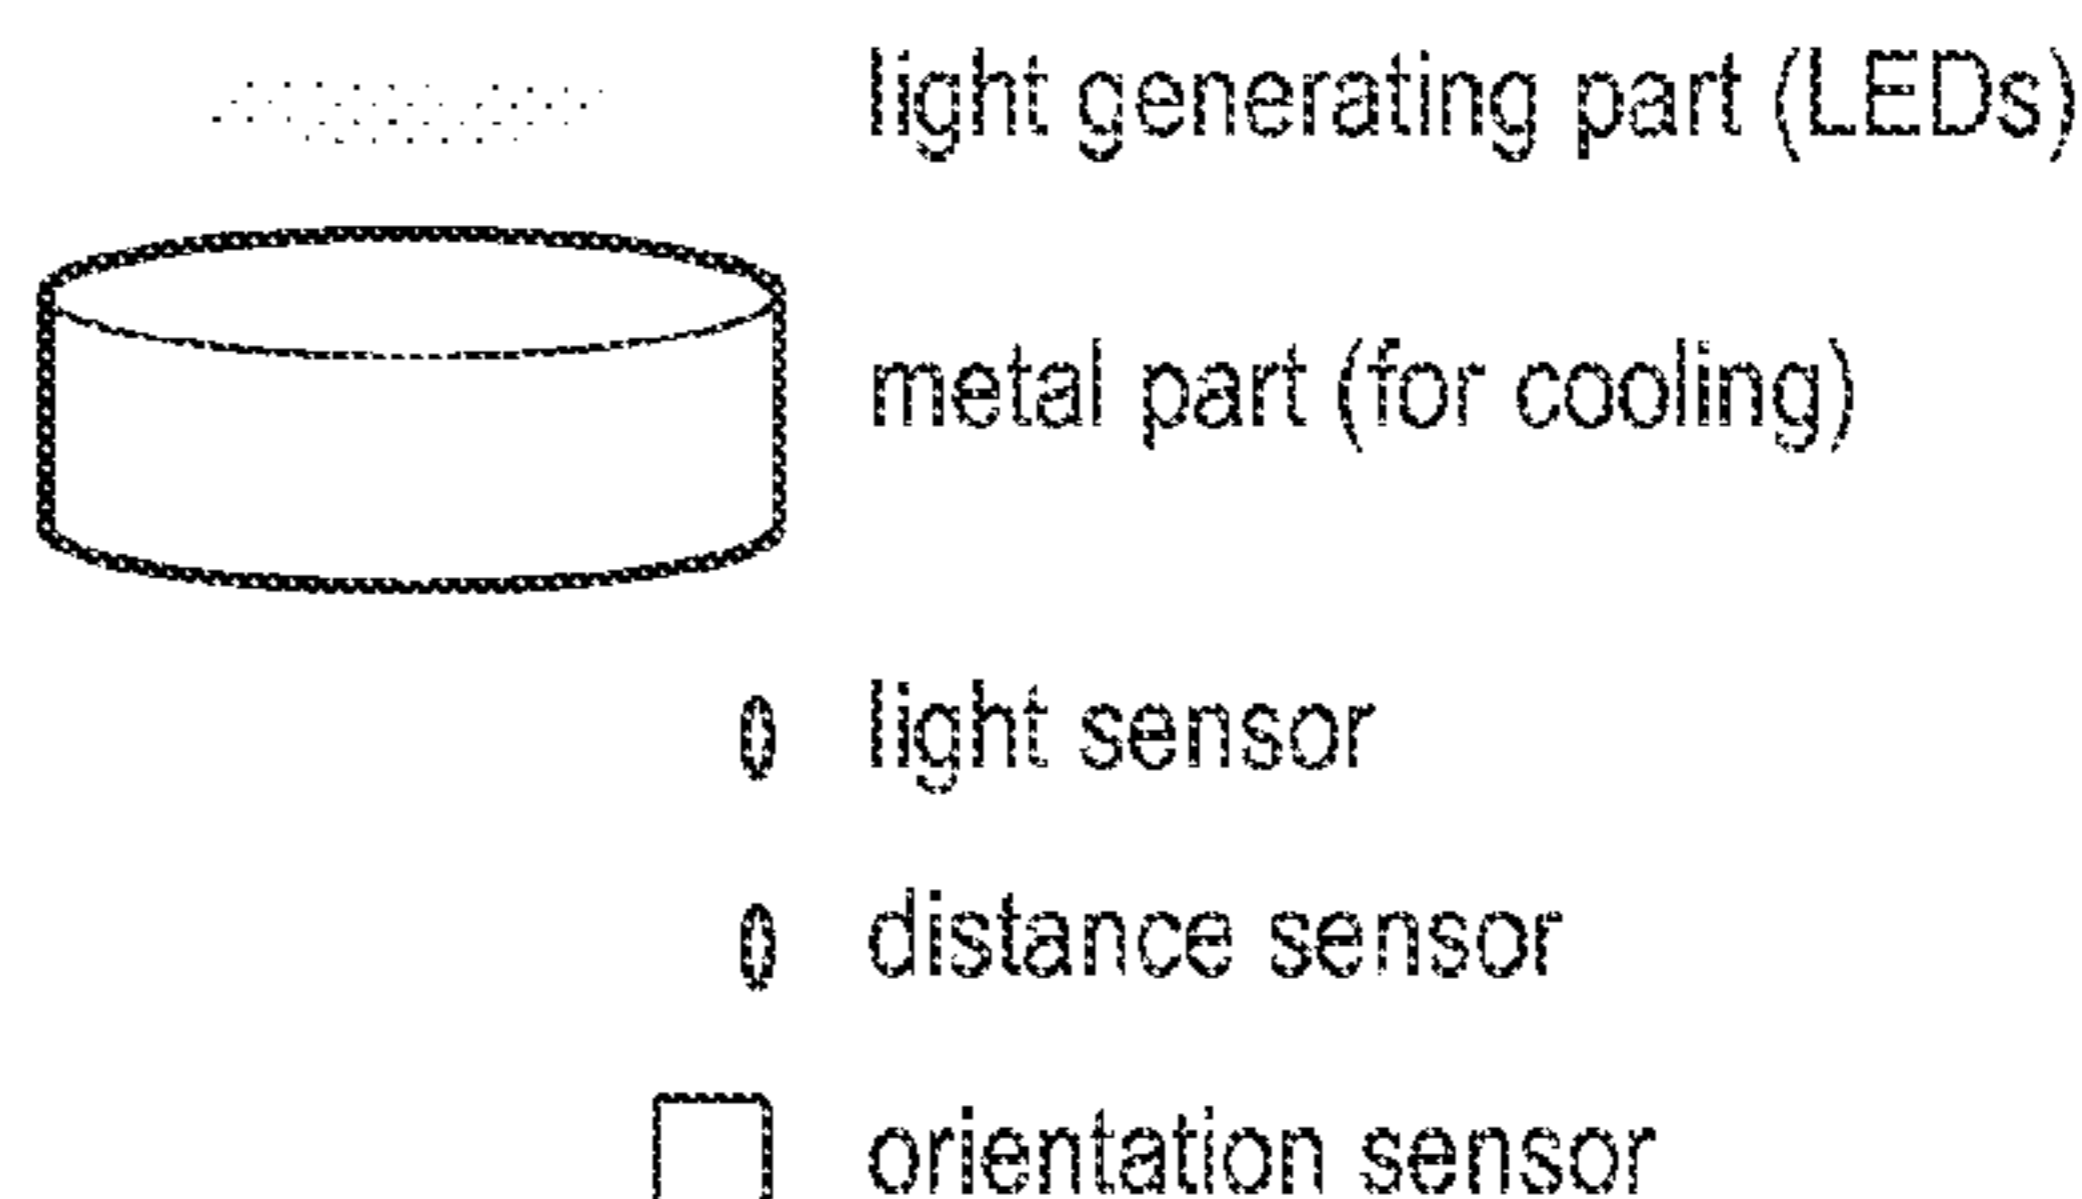 light generating part (LEDs)
metal part (for cooling)
light sensor
distance sensor
orientation sensor